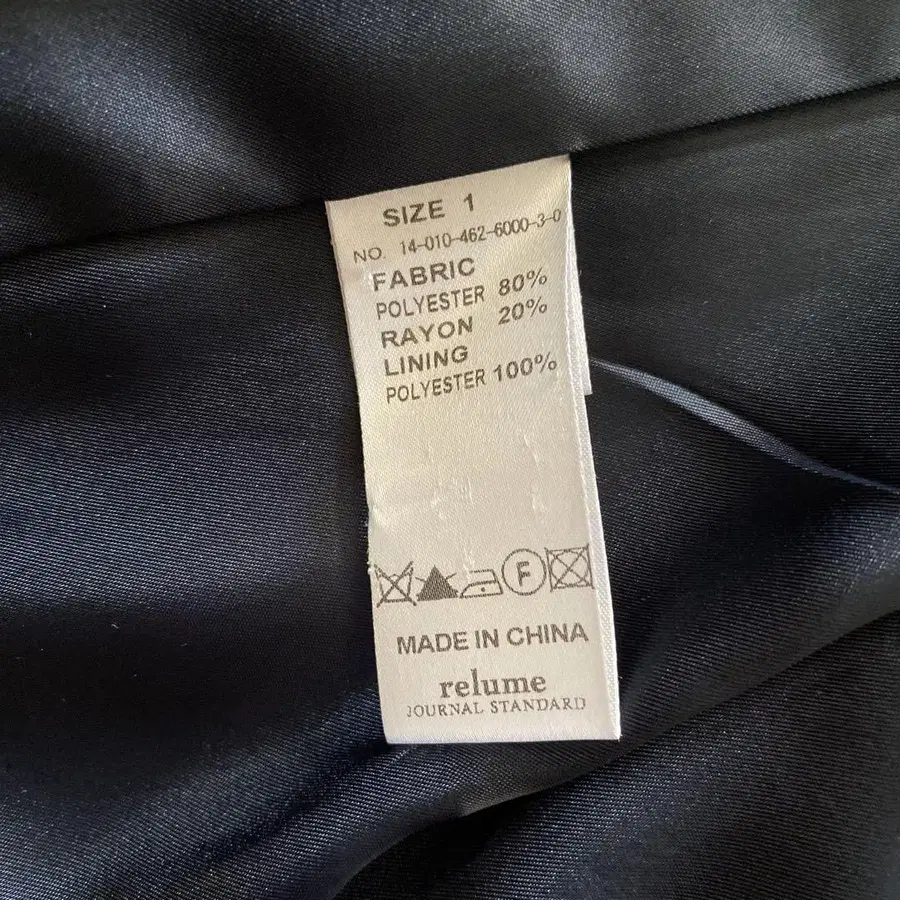 SIZE 1
NO. 14-010-462-6000-3-0
FABRIC
POLYESTER 80%
RAYON 20%
LINING
POLYESTER 100%
F
MADE IN CHINA
relume
JOURNAL STANDARD